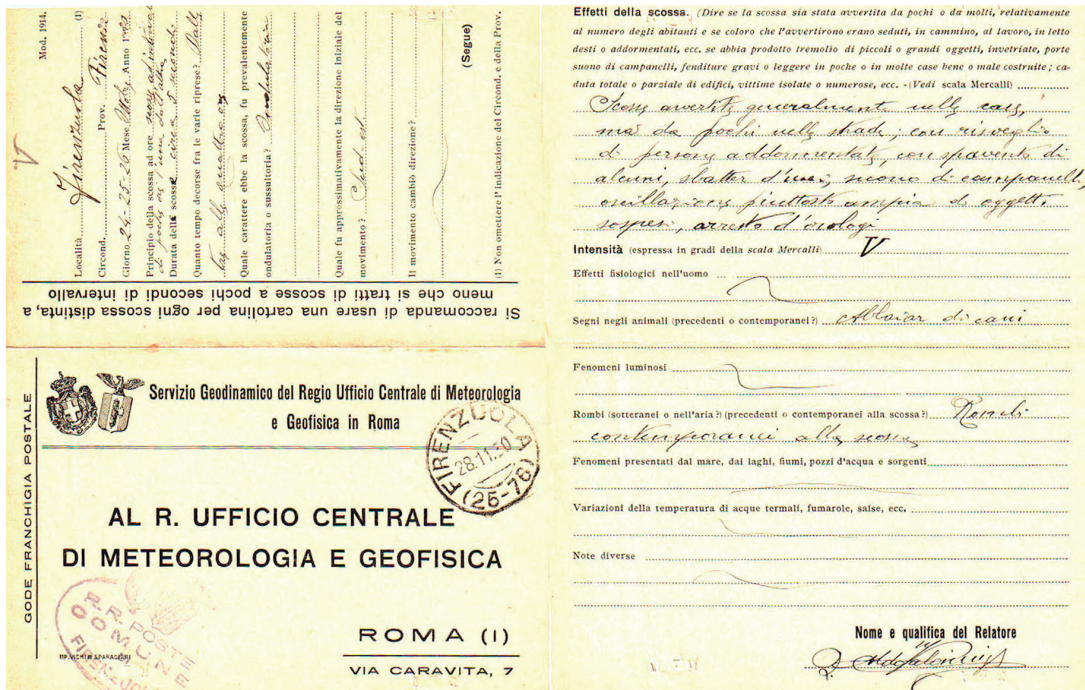 Mod. 1914.
V
Località Firenzuola (1)
Circond. Prov. Firenze
Giorno 24-25-26 Mese Anno
Principio della scossa ad ore
di pochi
Durata della scossa circa 5 secondi
Quanto tempo decorse fra le varie riprese?
Quale carattere ebbe la scossa, fu prevalentemente
ondulatoria o sussultoria? Ondulatoria
Quale fu approssimativamente la direzione iniziale del
movimento? Sud est
Il movimento cambiò direzione?
(Segue)
(1) Non omettere l'indicazione del Circond. e della Prov.
Si raccomanda di usare una cartolina per ogni scossa distinta, a
meno che si tratti di scosse a pochi secondi di intervallo
GODE FRANCHIGIA POSTALE
Servizio Geodinamico del Regio Ufficio Centrale di Meteorologia
e Geofisica in Roma
FIRENZUOLA
28.11.30
(25-76)
AL R. UFFICIO CENTRALE
DI METEOROLOGIA E GEOFISICA
R. R. POSTE
COMUNE
ROMA (I)
VIA CARAVITA, 7
Effetti della scossa. (Dire se la scossa sia stata avvertita da pochi o da molti, relativamente
al numero degli abitanti e se coloro che l'avvertirono erano seduti, in cammino, al lavoro, in letto
desti o addormentati, ecc. se abbia prodotto tremolio di piccoli o grandi oggetti, invetriate, porte
suono di campanelli, fenditure gravi o leggere in poche o in molte case bene o male costruite; ca-
duta totale o parziale di edifici, vittime isolate o numerose, ecc. - (Vedi scala Mercalli)
Scossa avvertita generalmente nelle case,
ma da pochi nelle strade; con risveglio
di persone addormentate, con spavento di
alcuni, sbatter d'usci, suono di campanelli,
oscillazione piuttosto ampia di oggetti
sospesi, arresto d'orologi
Intensità (espressa in gradi della scala Mercalli) V
Effetti fisiologici nell'uomo
Segni negli animali (precedenti o contemporanei?) Abbaiar di cani
Fenomeni luminosi
Rombi (sotteranei o nell'aria?) (precedenti o contemporanei alla scossa?) Rombi
contemporanei alla scossa
Fenomeni presentati dal mare, dai laghi, fiumi, pozzi d'acqua e sorgenti
Variazioni della temperatura di acque termali, fumarole, salse, ecc.
Note diverse
Nome e qualifica del Relatore